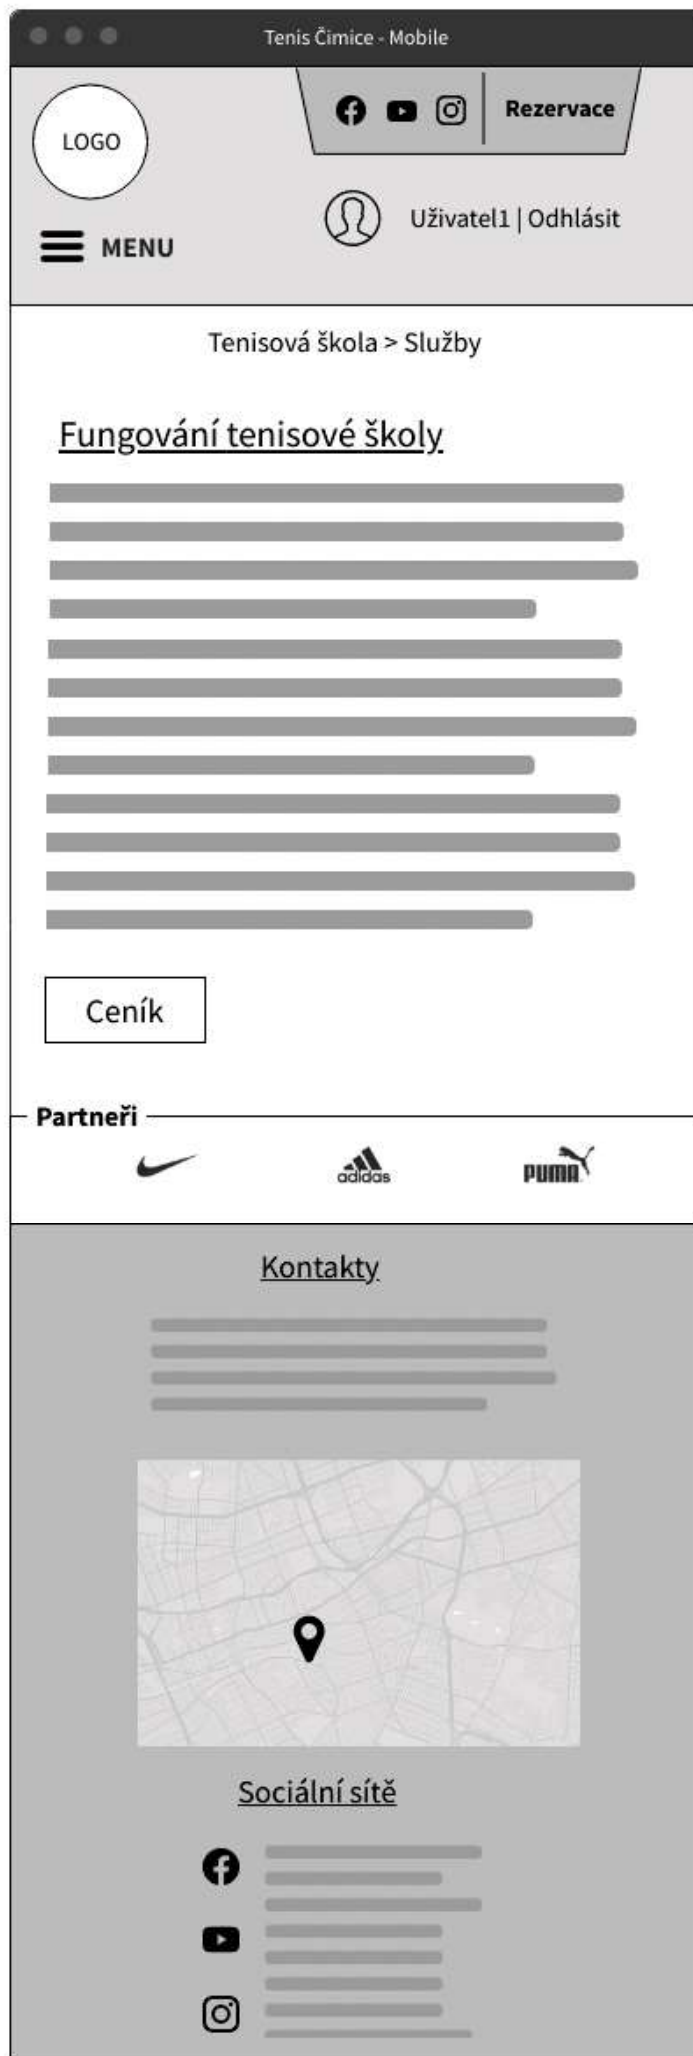 Tenis Čimice - Mobile
LOGO
Rezervace
MENU
Uživatel1 | Odhlásit
Tenisová škola > Služby
Fungování tenisové školy
Ceník
Partneři
adidas
PUMA
Kontakty
Sociální sítě